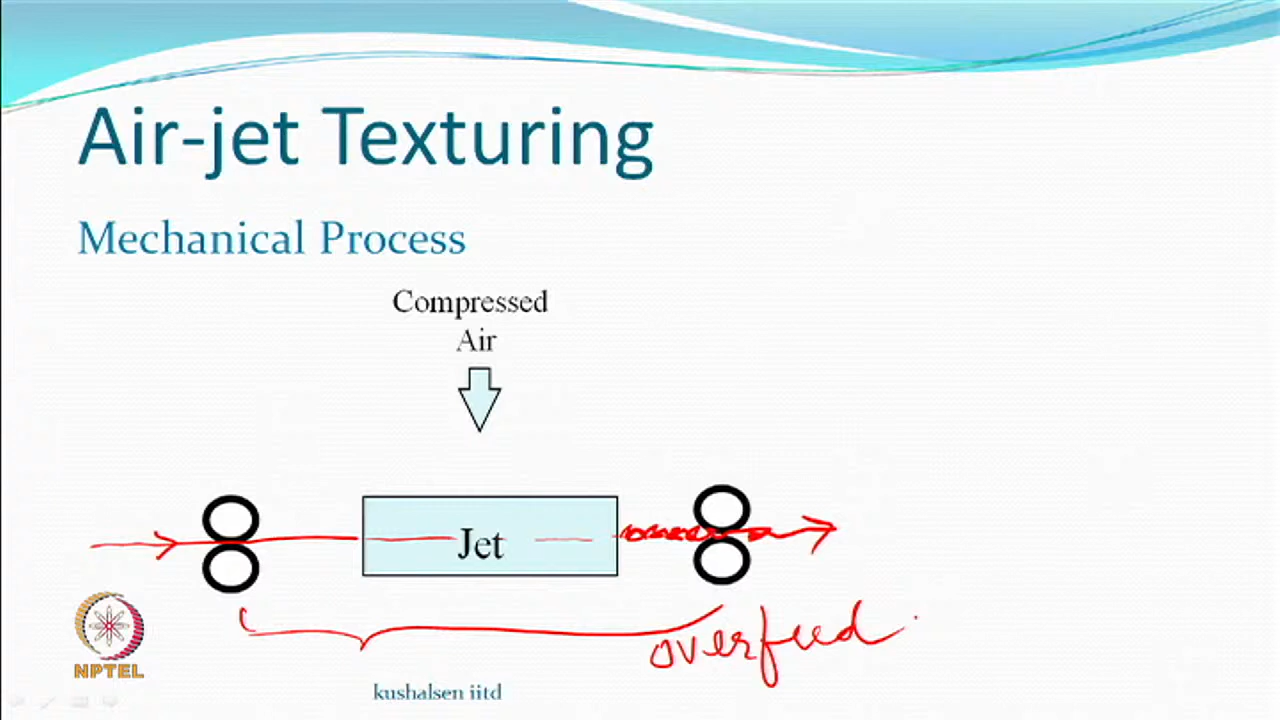 Air-jet Texturing
Mechanical Process
Compressed
Air
Jet
overfeed
NPTEL
kushalsen iitd